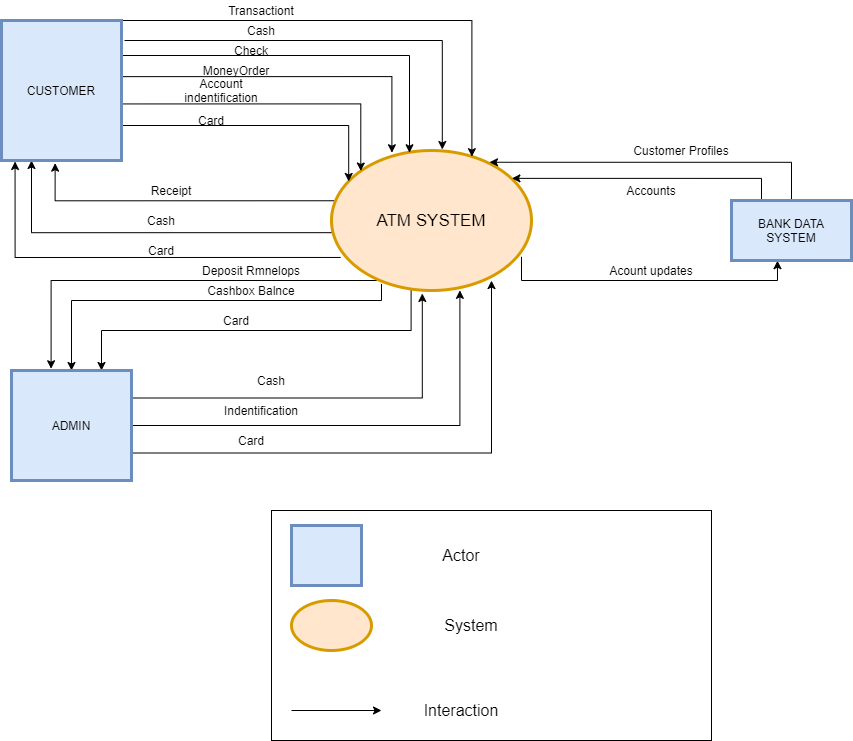 Transactiont
Cash
Check
MoneyOrder
Account
indentification
Card
CUSTOMER
Receipt
Cash
Card
ATM SYSTEM
Customer Profiles
Accounts
BANK DATA
SYSTEM
Acount updates
Deposit Rmnelops
Cashbox Balnce
Card
Cash
Indentification
Card
ADMIN
Actor
System
Interaction